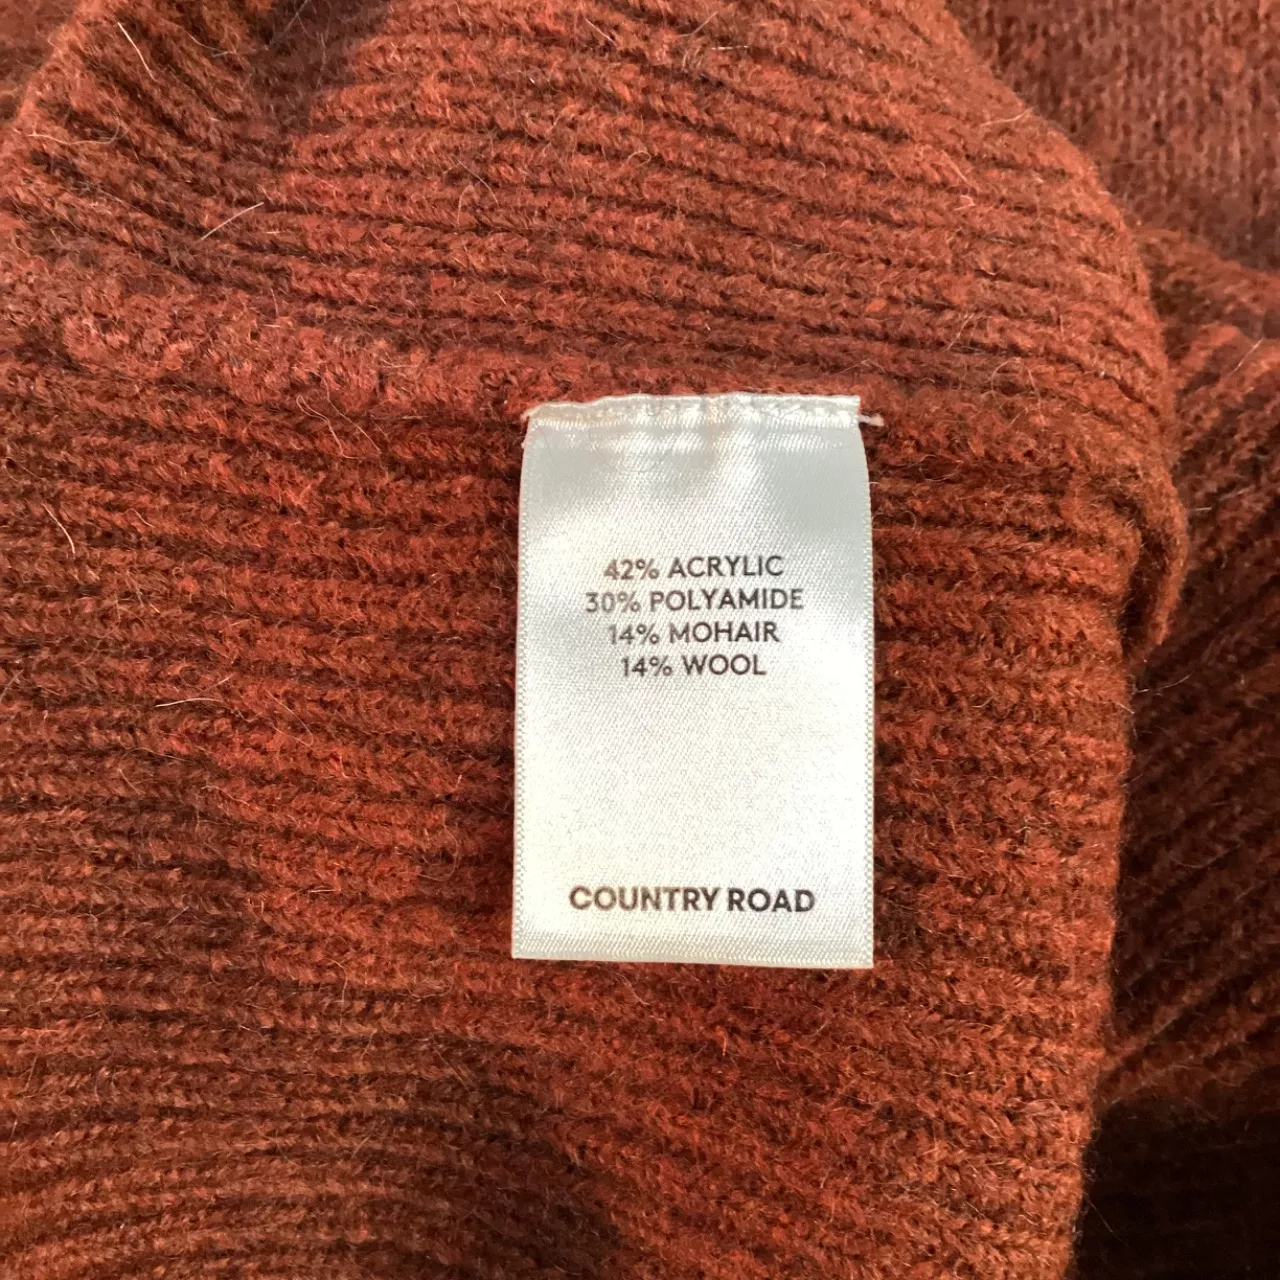 42% ACRYLIC
30% POLYAMIDE
14% MOHAIR
14% WOOL
COUNTRY ROAD